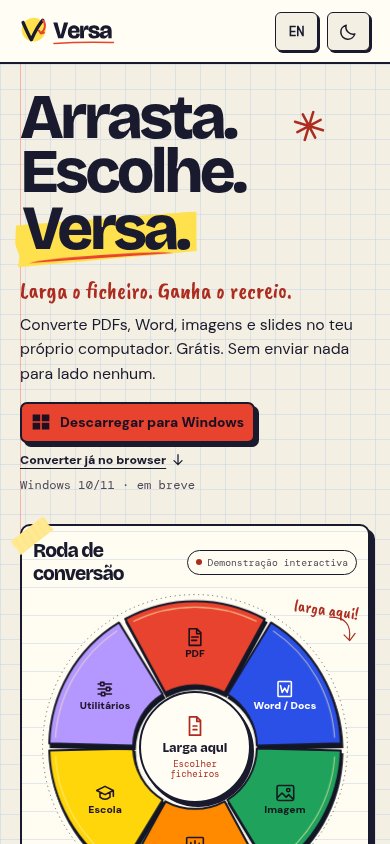 Versa
EN
Arrasta.
Escolhe.
Versa.
Larga o ficheiro. Ganha o recreio.
Converte PDFs, Word, imagens e slides no teu
próprio computador. Grátis. Sem enviar nada
para lado nenhum.
Descarregar para Windows
Converter já no browser ↓
Windows 10/11 · em breve
Roda de
conversão
Demonstração interactiva
larga aqui!
PDF
Utilitários
W Word / Docs
Larga aqui
Escolher
ficheiros
Escola
Imagem